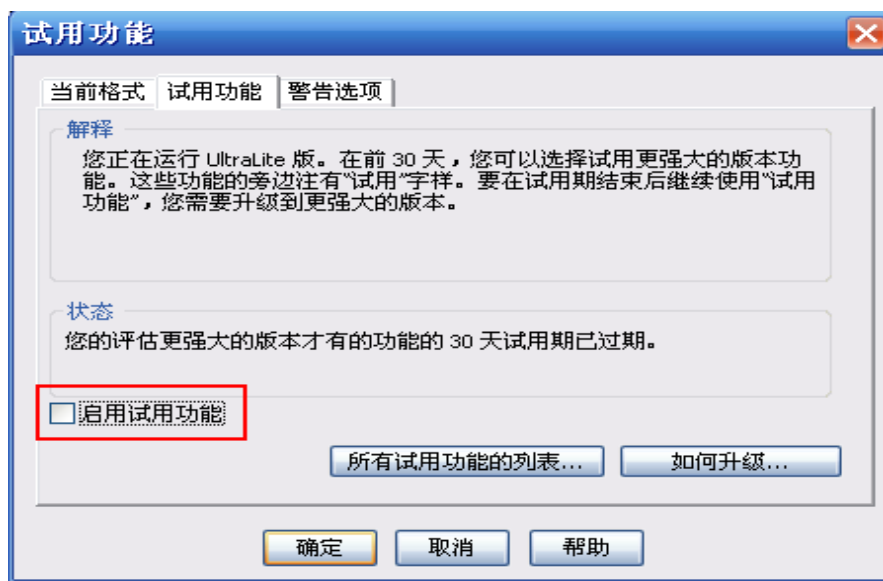 试用功能
当前格式 试用功能 警告选项
解释
您正在运行 UltraLite 版。在前 30 天，您可以选择试用更强大的版本功
能。这些功能的旁边注有“试用”字样。要在试用期结束后继续使用“试用
功能”，您需要升级到更强大的版本。
状态
您的评估更强大的版本才有的功能的 30 天试用期已过期。
启用试用功能
所有试用功能的列表... 如何升级...
确定 取消 帮助